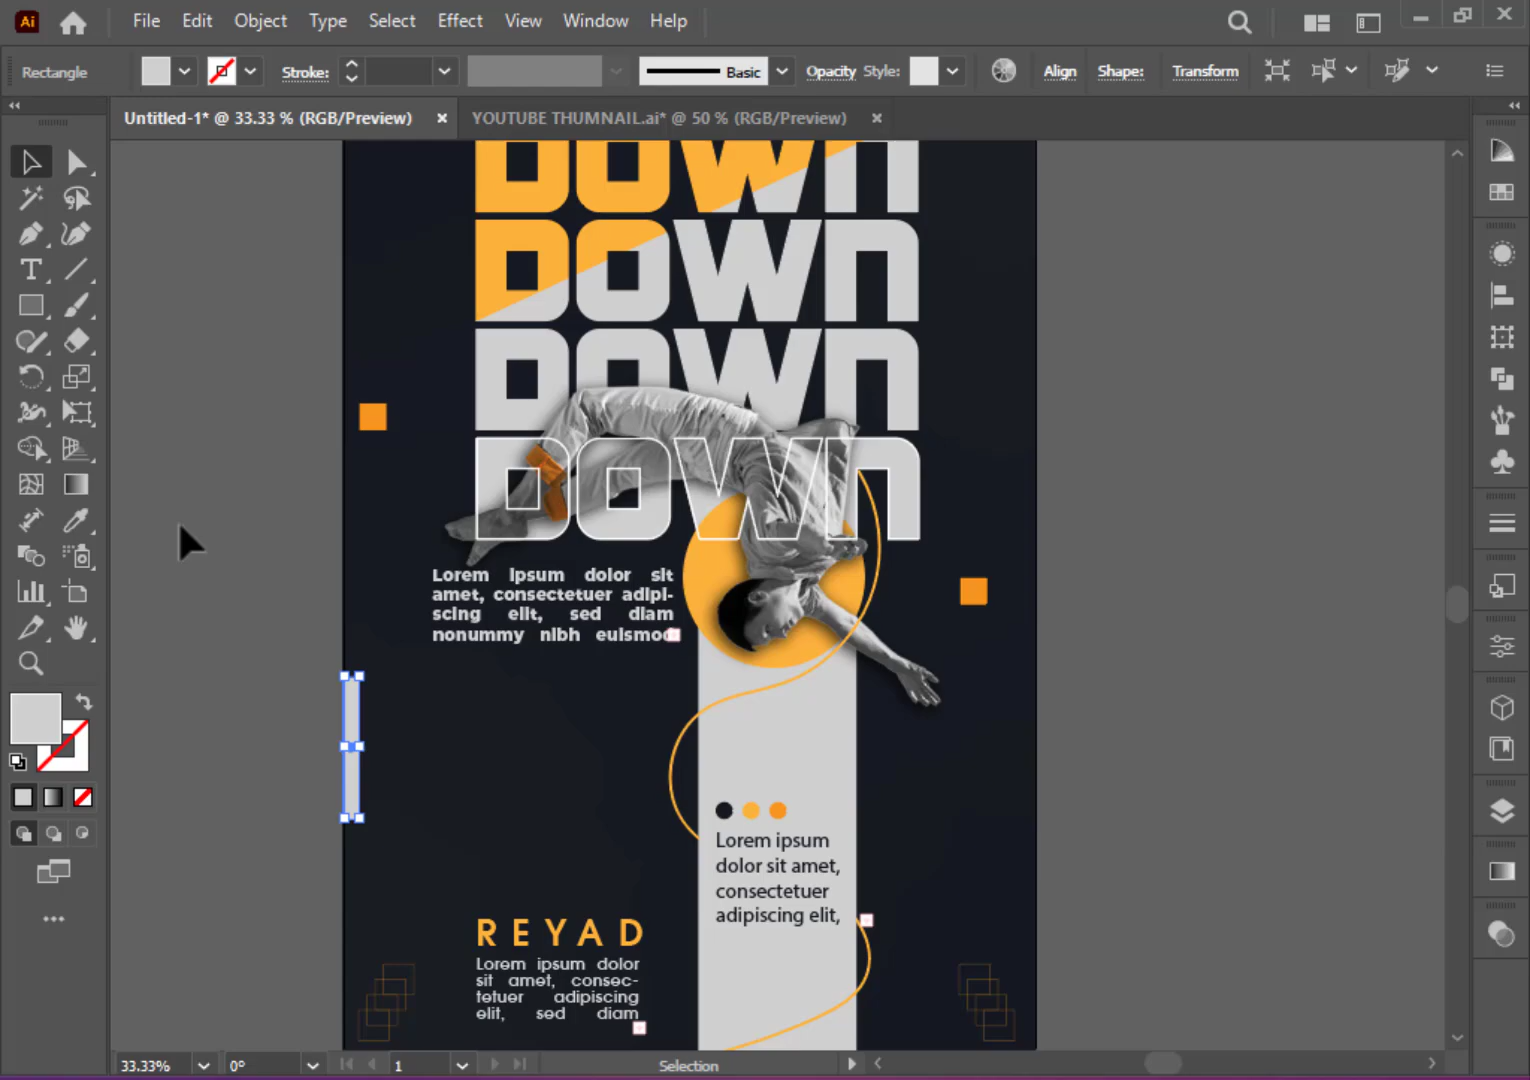 Ai File Edit Object Type Select Effect View Window Help
Rectangle Stroke: Basic Opacity Style: Align Shape: Transform
Untitled-1* @ 33.33 % (RGB/Preview) × YOUTUBE THUMNAIL.ai* @ 50 % (RGB/Preview) ×
DOWN
DOWN
DOWN
DOWN
Lorem ipsum dolor sit
amet, consectetuer adipi-
scing elit, sed diam
nonummy nibh euismod
Lorem ipsum
dolor sit amet,
consectetuer
adipiscing elit,
REYAD
Lorem ipsum dolor
sit amet, consec-
tetuer adipiscing
elit, sed diam
33.33% 0° 1 Selection